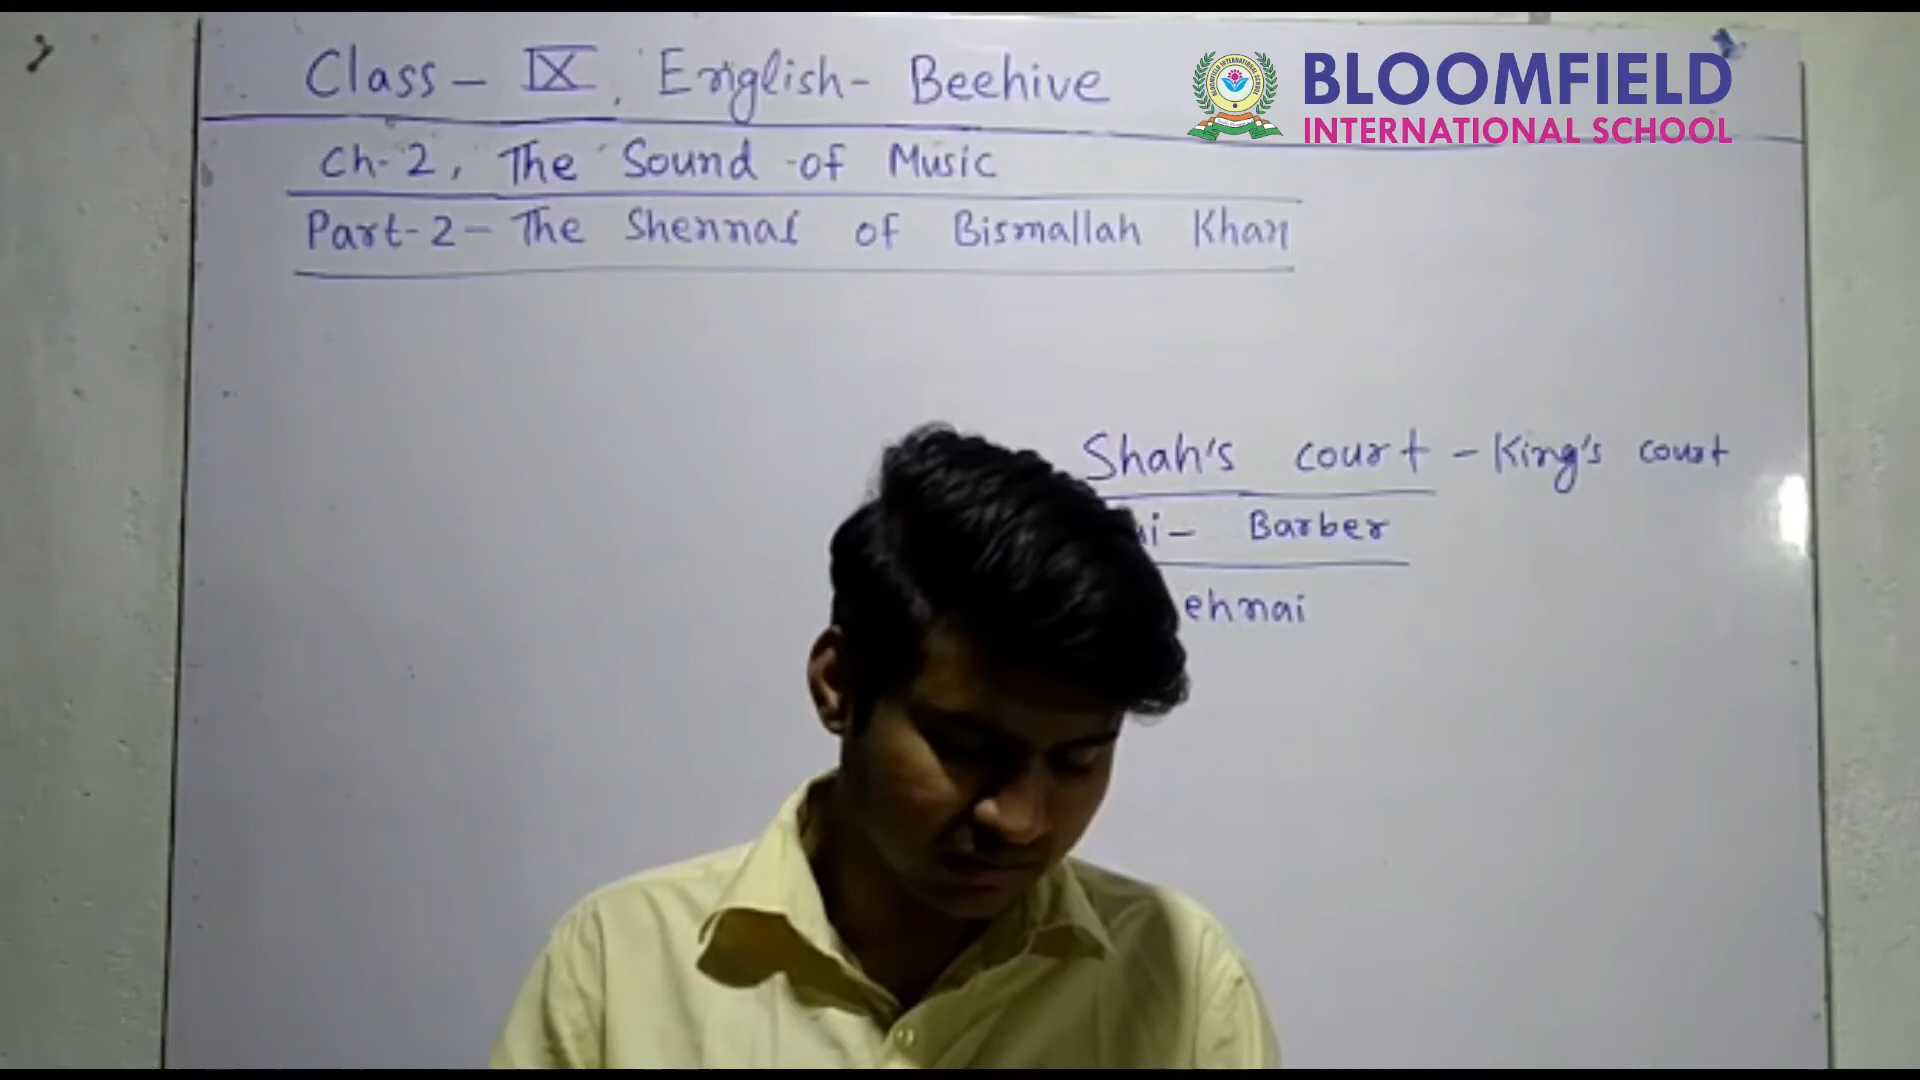 Class - IX, English - Beehive
BLOOMFIELD
INTERNATIONAL SCHOOL
Ch-2, The Sound of Music
Part-2 - The Shennai of Bismallah Khan
Shah's court - King's court
Barber
ehnai